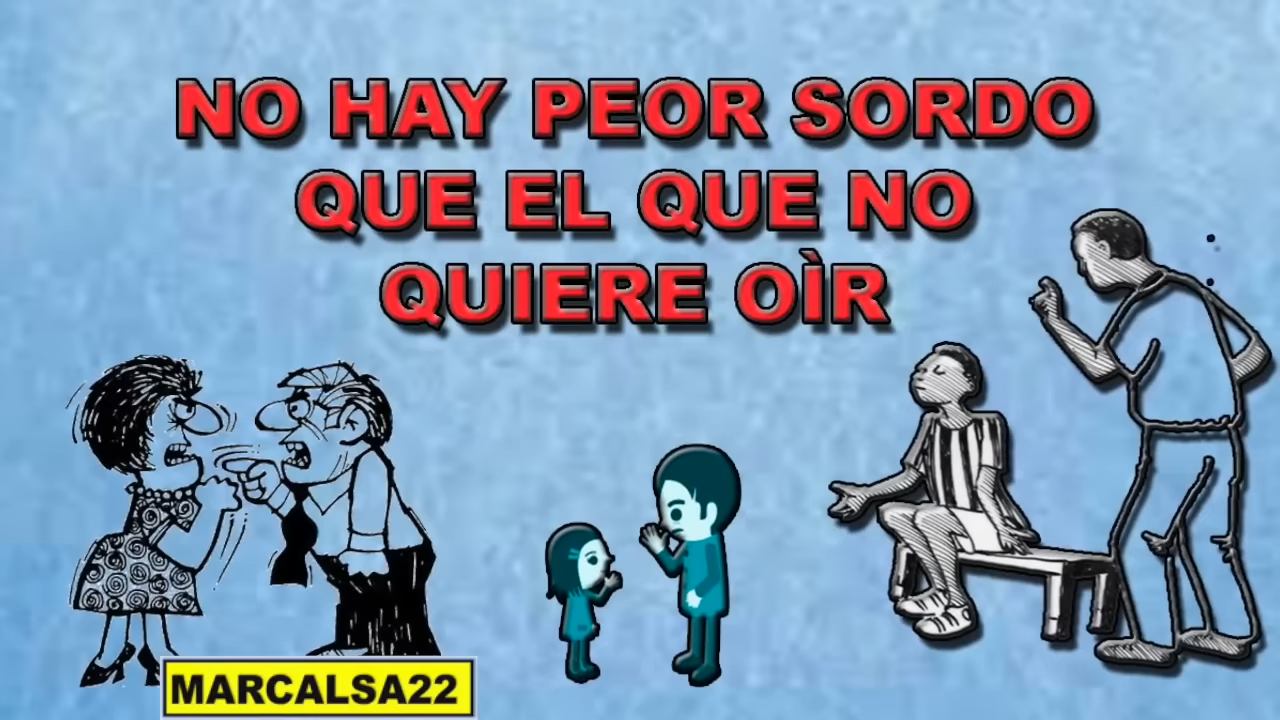 NO HAY PEOR SORDO
QUE EL QUE NO
QUIERE OÌR
MARCALSA22